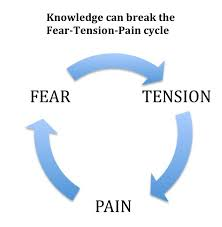 Knowledge can break the
Fear-Tension-Pain cycle
FEAR
TENSION
PAIN